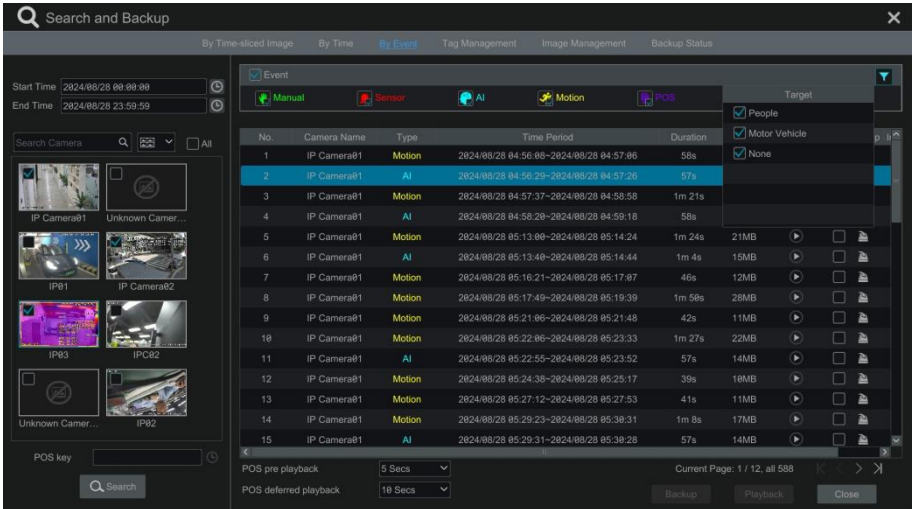 Search and Backup
By Time-sliced Image By Time By Event Tag Management Image Management Backup Status
Start Time 2024/08/28 00:00:00
End Time 2024/08/28 23:59:59
Search Camera All
IP Camera01 Unknown Camer...
IP01 IP Camera02
IP03 IPC02
Unknown Camer... IP02
POS key
Search
Event
Manual Sensor AI Motion POS
Target
People
Motor Vehicle
None
No. Camera Name Type Time Period Duration
1 IP Camera01 Motion 2024/08/28 04:56:08~2024/08/28 04:57:06 58s
2 IP Camera01 AI 2024/08/28 04:56:29~2024/08/28 04:57:26 57s
3 IP Camera01 Motion 2024/08/28 04:57:37~2024/08/28 04:58:58 1m 21s
4 IP Camera01 AI 2024/08/28 04:58:20~2024/08/28 04:59:18 58s
5 IP Camera01 Motion 2024/08/28 05:13:00~2024/08/28 05:14:24 1m 24s 21MB
6 IP Camera01 AI 2024/08/28 05:13:40~2024/08/28 05:14:44 1m 4s 15MB
7 IP Camera01 Motion 2024/08/28 05:16:21~2024/08/28 05:17:07 46s 12MB
8 IP Camera01 Motion 2024/08/28 05:17:49~2024/08/28 05:19:39 1m 50s 28MB
9 IP Camera01 Motion 2024/08/28 05:21:06~2024/08/28 05:21:48 42s 11MB
10 IP Camera01 Motion 2024/08/28 05:22:06~2024/08/28 05:23:33 1m 27s 22MB
11 IP Camera01 AI 2024/08/28 05:22:55~2024/08/28 05:23:52 57s 14MB
12 IP Camera01 Motion 2024/08/28 05:24:38~2024/08/28 05:25:17 39s 10MB
13 IP Camera01 Motion 2024/08/28 05:27:12~2024/08/28 05:27:53 41s 11MB
14 IP Camera01 Motion 2024/08/28 05:29:23~2024/08/28 05:30:31 1m 8s 17MB
15 IP Camera01 AI 2024/08/28 05:29:31~2024/08/28 05:30:28 57s 14MB
POS pre playback 5 Secs Current Page: 1 / 12, all 588
POS deferred playback 10 Secs Backup Playback Close